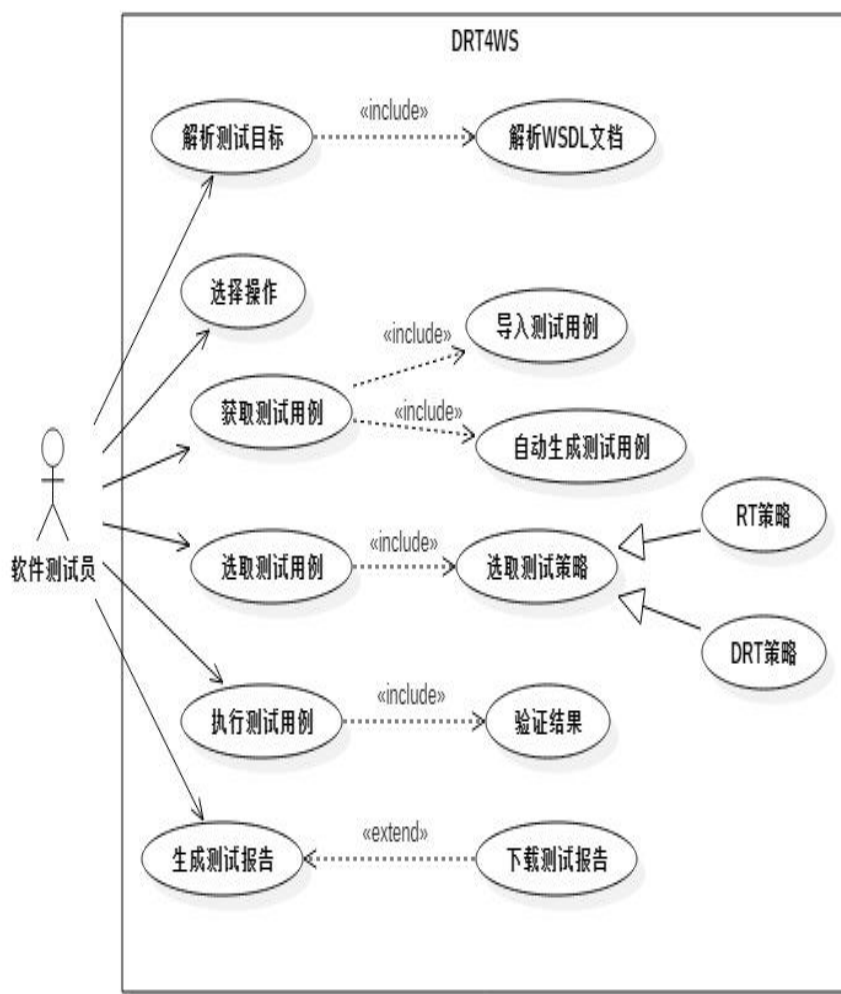 DRT4WS
解析测试目标
«include»
解析WSDL文档
选择操作
获取测试用例
«include»
导入测试用例
«include»
自动生成测试用例
软件测试员
选取测试用例
«include»
选取测试策略
RT策略
DRT策略
执行测试用例
«include»
验证结果
生成测试报告
«extend»
下载测试报告